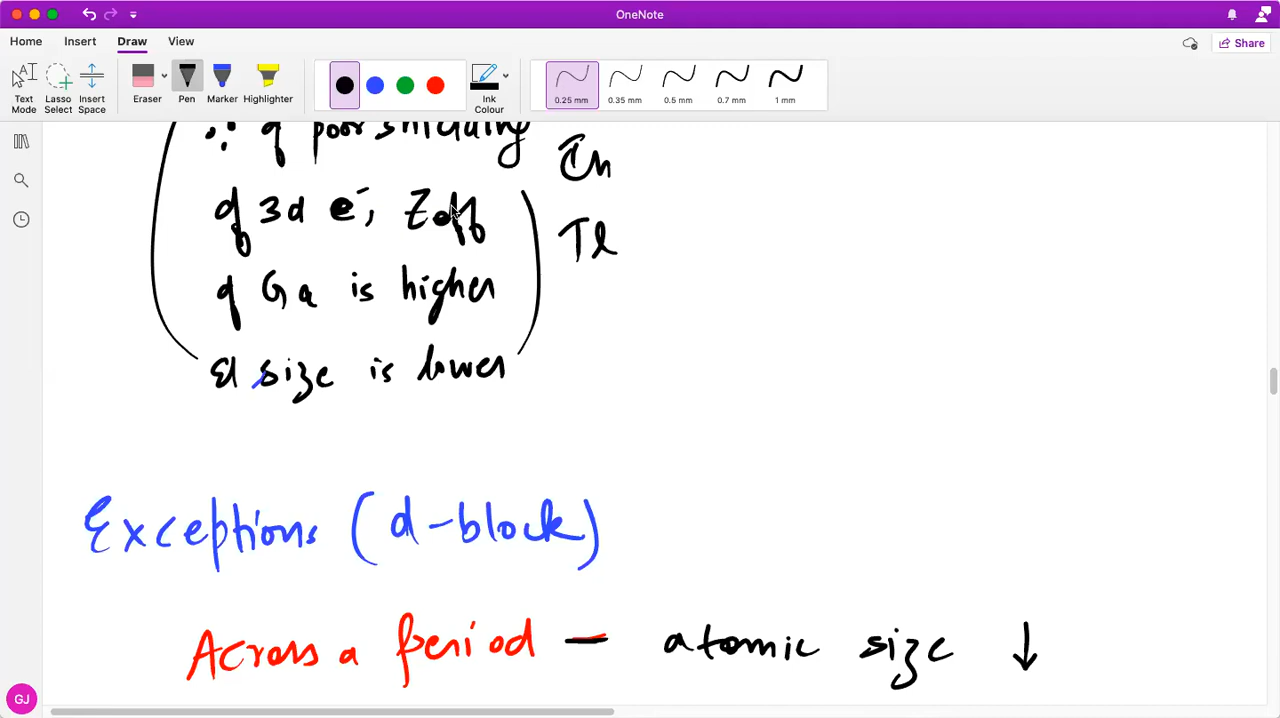 OneNote
Home Insert Draw View
Share
Text Mode
Lasso Select
Insert Space
Eraser
Pen
Marker
Highlighter
Ink Colour
0.25 mm
0.35 mm
0.5 mm
0.7 mm
1 mm
∵ of poor shielding
of 3d e⁻, Zeff
of Ga is higher
& size is lower
In
Tl
Exceptions (d-block)
Across a period — atomic size ↓
GJ